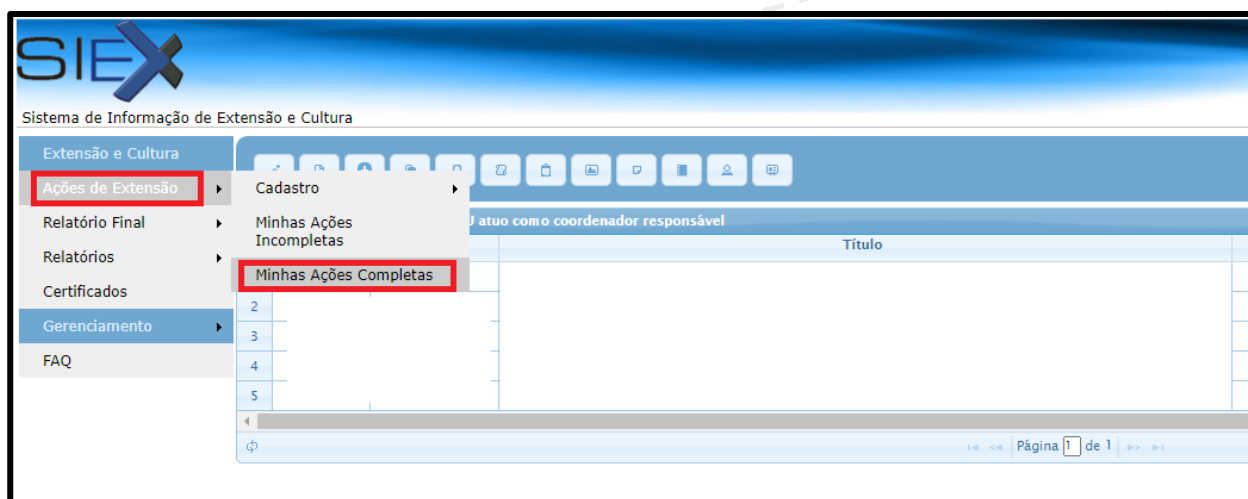 SIEX
Sistema de Informação de Extensão e Cultura
Extensão e Cultura
Ações de Extensão
Relatório Final
Relatórios
Certificados
Gerenciamento
FAQ
Cadastro
Minhas Ações
Incompletas
Minhas Ações Completas
atuo como coordenador responsável
Título
2
3
4
5
Página 1 de 1